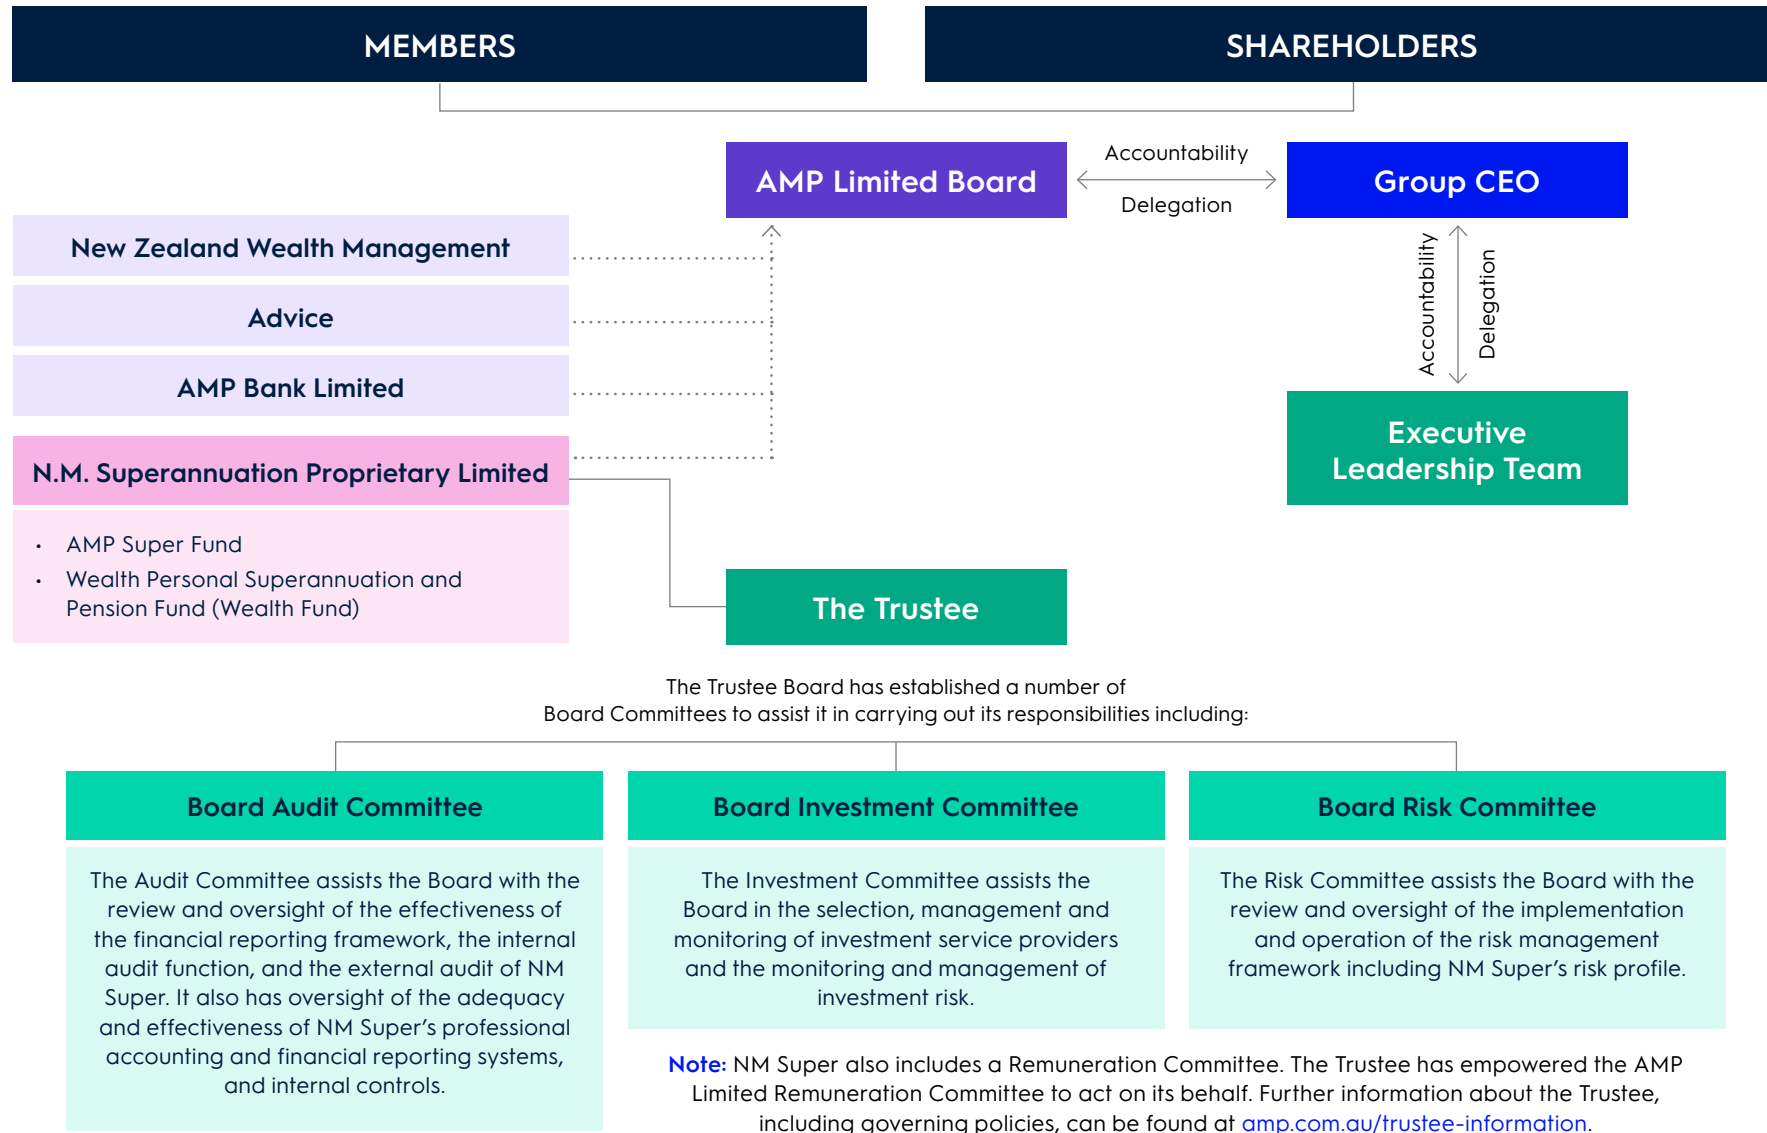 MEMBERS
SHAREHOLDERS
AMP Limited Board
Accountability
Delegation
Group CEO
Accountability
Delegation
Executive
Leadership Team
New Zealand Wealth Management
Advice
AMP Bank Limited
N.M. Superannuation Proprietary Limited
• AMP Super Fund
• Wealth Personal Superannuation and
Pension Fund (Wealth Fund)
The Trustee
The Trustee Board has established a number of
Board Committees to assist it in carrying out its responsibilities including:
Board Audit Committee
The Audit Committee assists the Board with the
review and oversight of the effectiveness of
the financial reporting framework, the internal
audit function, and the external audit of NM
Super. It also has oversight of the adequacy
and effectiveness of NM Super’s professional
accounting and financial reporting systems,
and internal controls.
Board Investment Committee
The Investment Committee assists the
Board in the selection, management and
monitoring of investment service providers
and the monitoring and management of
investment risk.
Board Risk Committee
The Risk Committee assists the Board with the
review and oversight of the implementation
and operation of the risk management
framework including NM Super’s risk profile.
Note: NM Super also includes a Remuneration Committee. The Trustee has empowered the AMP
Limited Remuneration Committee to act on its behalf. Further information about the Trustee,
including governing policies, can be found at amp.com.au/trustee-information.